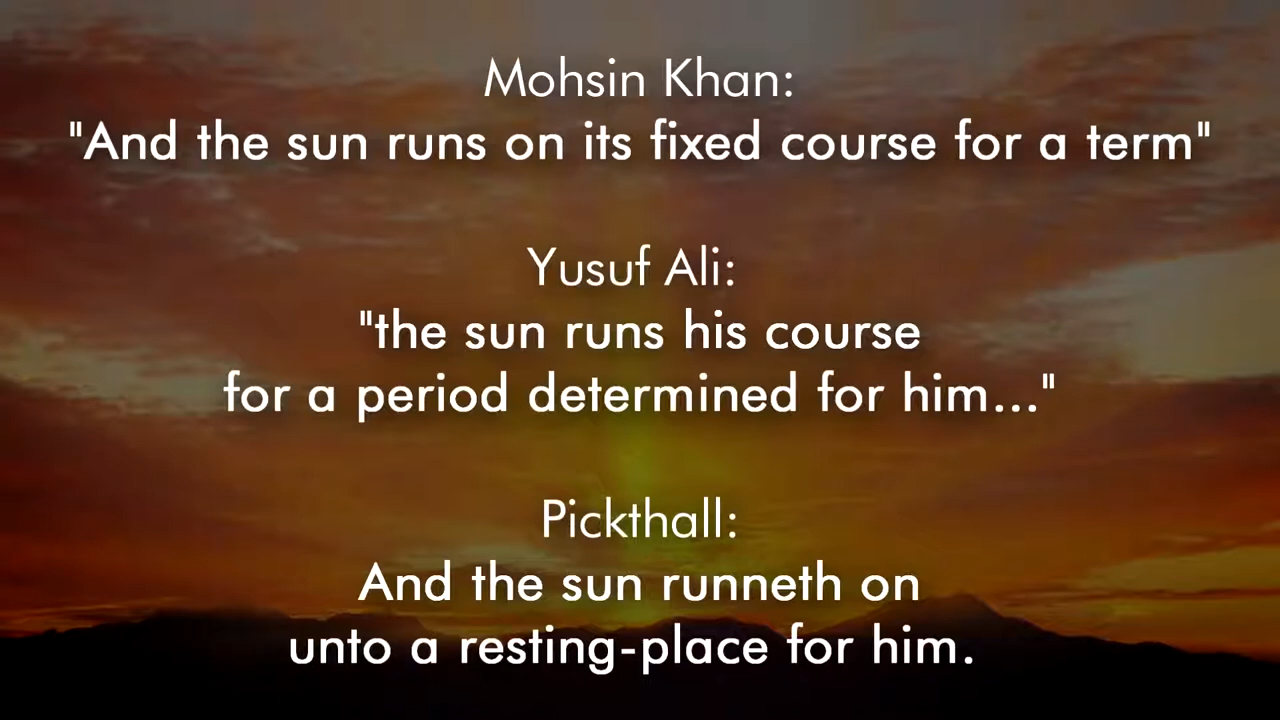 Mohsin Khan:
"And the sun runs on its fixed course for a term"
Yusuf Ali:
"the sun runs his course
for a period determined for him..."
Pickthall:
And the sun runneth on
unto a resting-place for him.